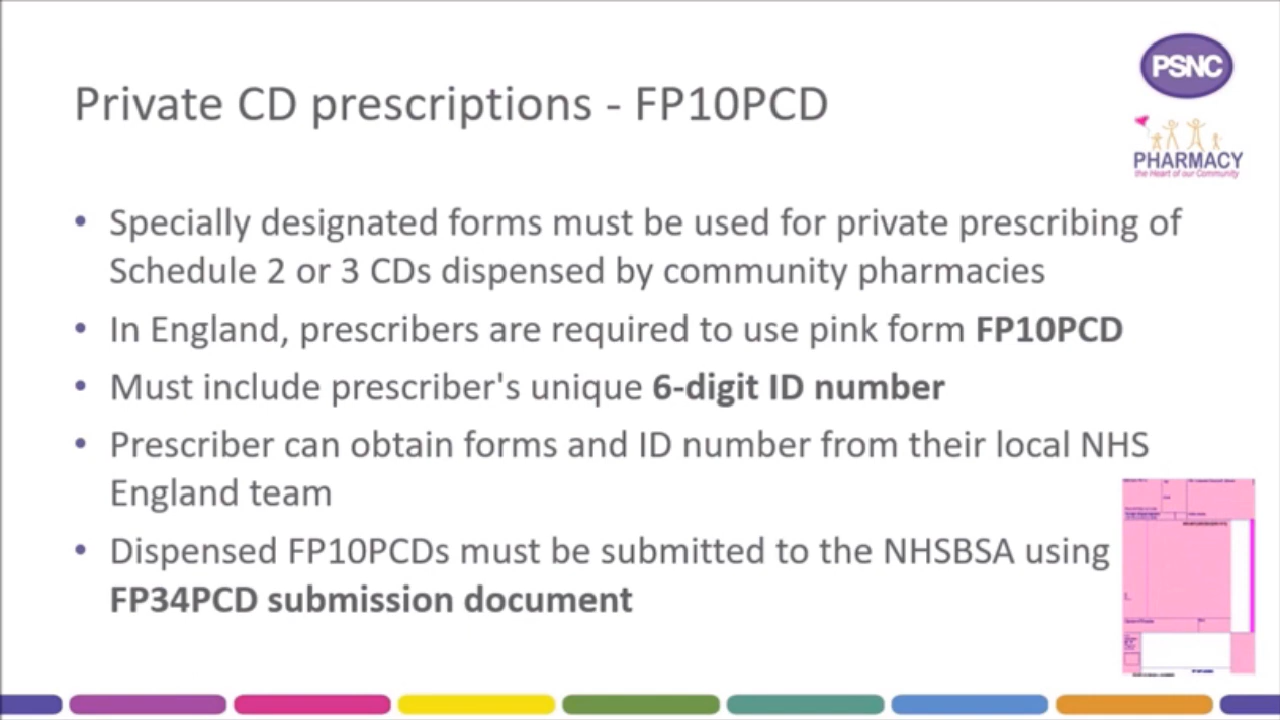 PSNC
Private CD prescriptions - FP10PCD
PHARMACY
the Heart of our Community
• Specially designated forms must be used for private prescribing of
Schedule 2 or 3 CDs dispensed by community pharmacies
• In England, prescribers are required to use pink form FP10PCD
• Must include prescriber's unique 6-digit ID number
• Prescriber can obtain forms and ID number from their local NHS
England team
• Dispensed FP10PCDs must be submitted to the NHSBSA using
FP34PCD submission document